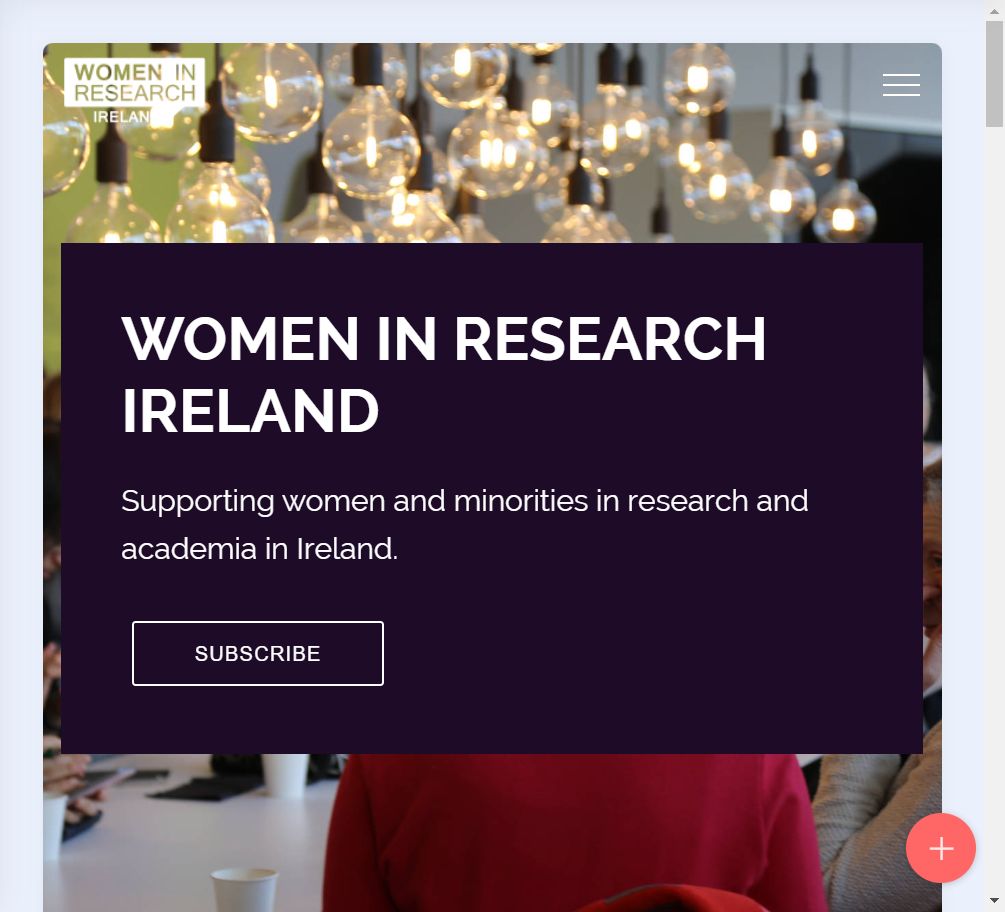 WOMEN IN
RESEARCH
IRELAND
WOMEN IN RESEARCH
IRELAND
Supporting women and minorities in research and
academia in Ireland.
SUBSCRIBE